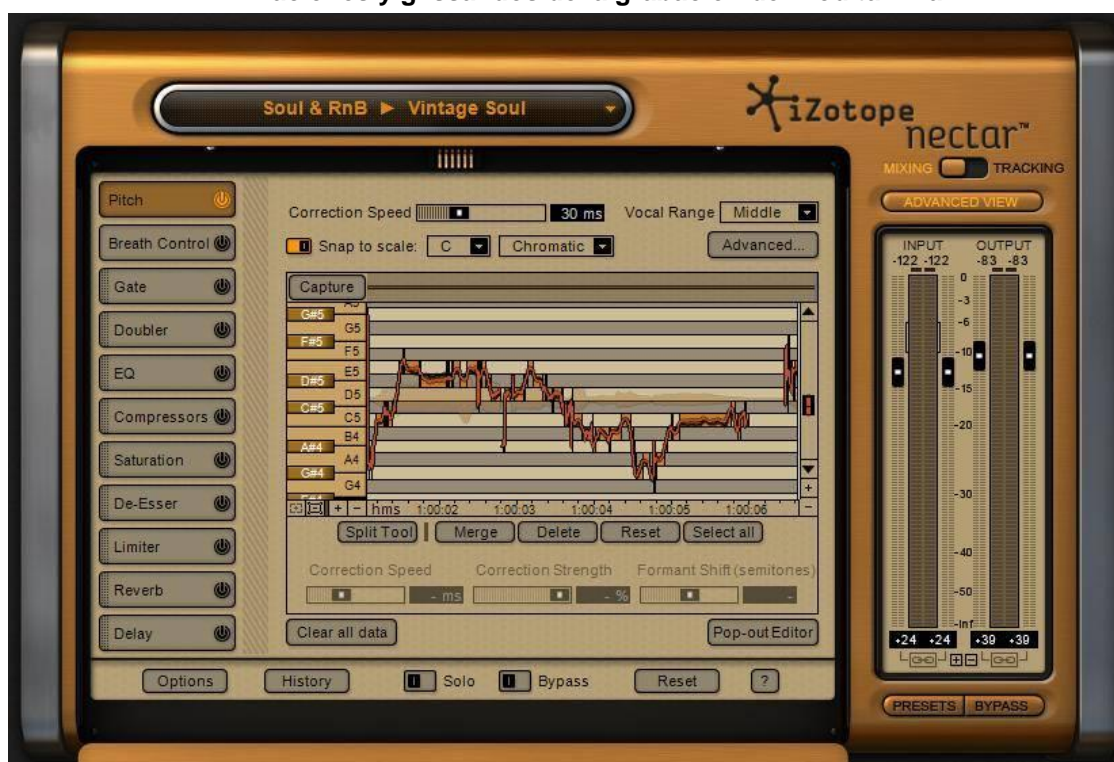 y glissandos de la grabación de
Soul & RnB ► Vintage Soul
iZotope
nectar™
MIXING TRACKING
ADVANCED VIEW
Pitch
Breath Control
Gate
Doubler
EQ
Compressors
Saturation
De-Esser
Limiter
Reverb
Delay
Correction Speed 30 ms Vocal Range Middle
Snap to scale: C Chromatic Advanced...
Capture
G#5
G5
F#5
F5
E5
D#5
D5
C#5
C5
B4
A#4
A4
G#4
G4
+ - hms 1:00:02 1:00:03 1:00:04 1:00:05 1:00:06
Split Tool Merge Delete Reset Select all
Correction Speed Correction Strength Formant Shift (semitones)
- ms - % -
Clear all data Pop-out Editor
Options History Solo Bypass Reset ?
INPUT OUTPUT
-122 -122 -83 -83
0
-3
-6
-10
-15
-20
-30
-40
-50
-Inf
+24 +24 +39 +39
PRESETS BYPASS